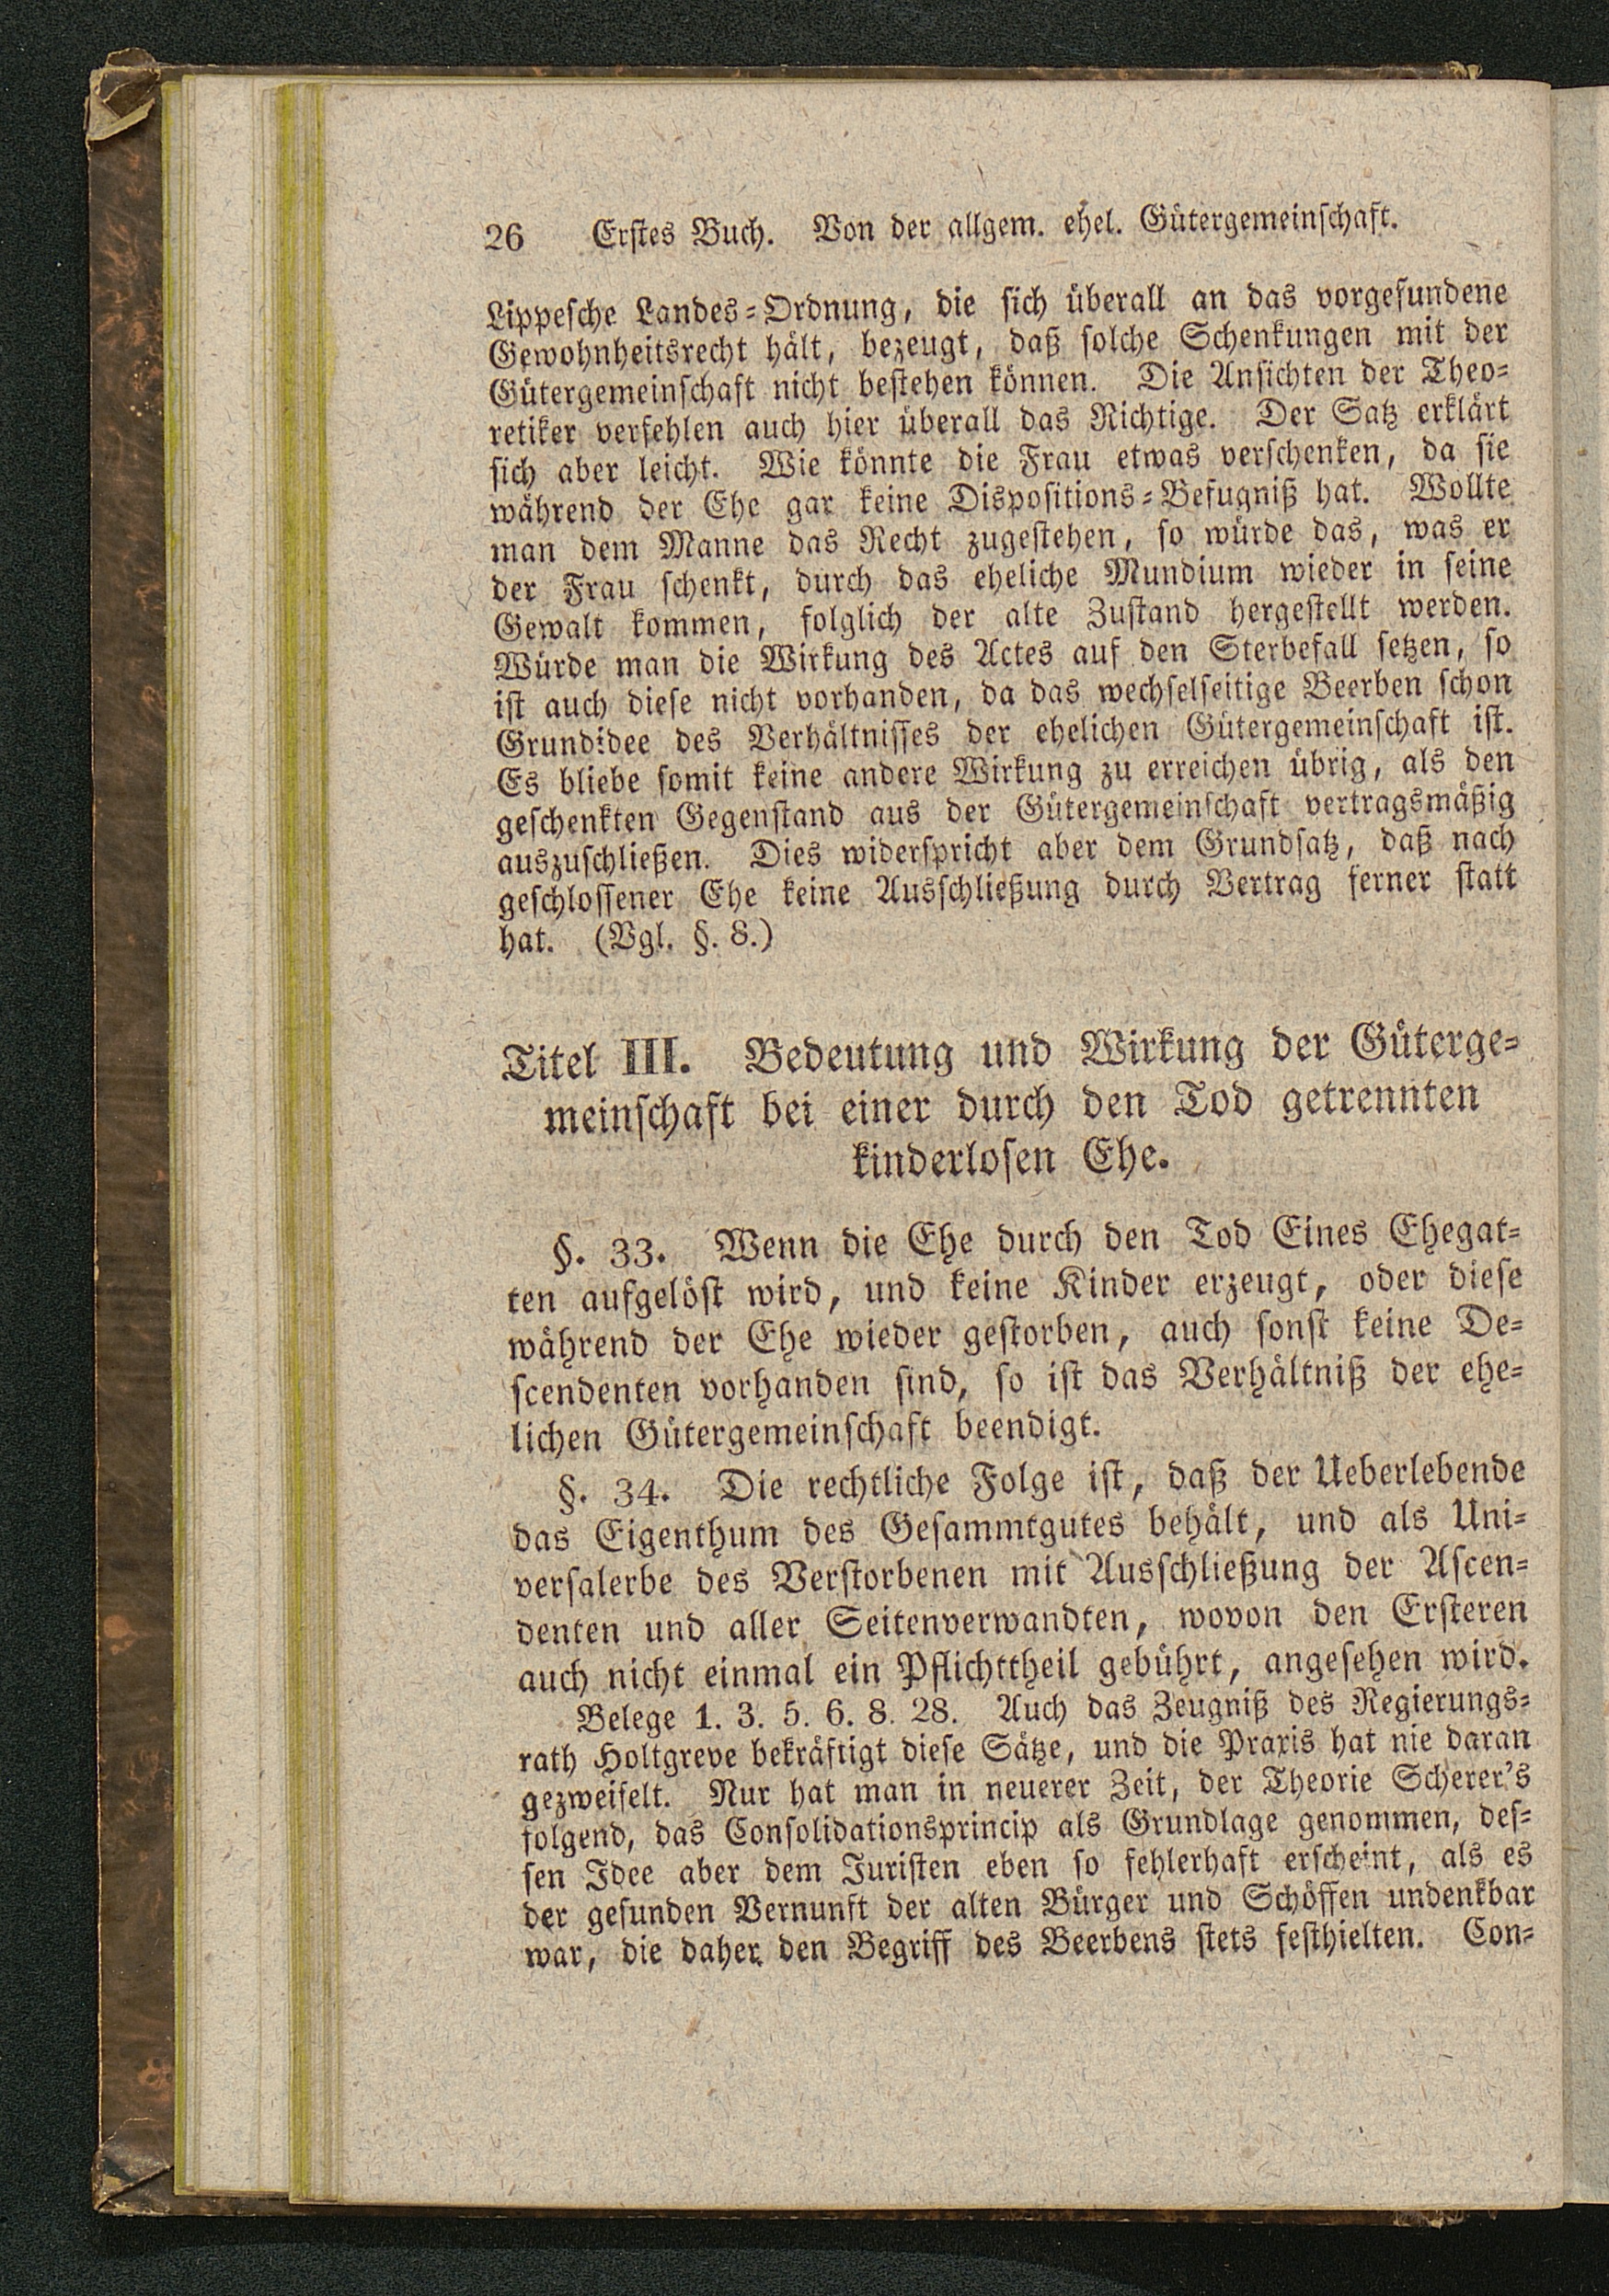 26 Erstes Buch. Von der allgem. ehel. Gütergemeinschaft.
Lippesche Landes=Ordnung, die sich überall an das vorgefundene
Gewohnheitsrecht hält, bezeugt, daß solche Schenkungen mit der
Gütergemeinschaft nicht bestehen können. Die Ansichten der Theo=
retiker verfehlen auch hier überall das Richtige. Der Satz erklärt
sich aber leicht. Wie könnte die Frau etwas verschenken, da sie
während der Ehe gar keine Dispositions=Befugniß hat. Wollte
man dem Manne das Recht zugestehen, so würde das, was er
der Frau schenkt, durch das eheliche Mundium wieder in seine
Gewalt kommen, folglich der alte Zustand hergestellt werden.
Würde man die Wirkung des Actes auf den Sterbefall setzen, so
ist auch diese nicht vorhanden, da das wechselseitige Beerben schon
Grundidee des Verhältnisses der ehelichen Gütergemeinschaft ist.
Es bliebe somit keine andere Wirkung zu erreichen übrig, als den
geschenkten Gegenstand aus der Gütergemeinschaft vertragsmäßig
auszuschließen. Dies widerspricht aber dem Grundsatz, daß nach
geschlossener Ehe keine Ausschließung durch Vertrag ferner statt
hat. (Vgl. §. 8.)
Titel III. Bedeutung und Wirkung der Güterge=
meinschaft bei einer durch den Tod getrennten
kinderlosen Ehe.
§. 33. Wenn die Ehe durch den Tod Eines Ehegat=
ten aufgelöst wird, und keine Kinder erzeugt, oder diese
während der Ehe wieder gestorben, auch sonst keine De=
scendenten vorhanden sind, so ist das Verhältniß der ehe=
lichen Gütergemeinschaft beendigt.
§. 34. Die rechtliche Folge ist, daß der Ueberlebende
das Eigenthum des Gesammtgutes behält, und als Uni=
versalerbe des Verstorbenen mit Ausschließung der Ascen=
denten und aller Seitenverwandten, wovon den Ersteren
auch nicht einmal ein Pflichttheil gebührt, angesehen wird.
Belege 1. 3. 5. 6. 8. 28. Auch das Zeugniß des Regierungs=
rath Holtgreve bekräftigt diese Sätze, und die Praxis hat nie daran
gezweifelt. Nur hat man in neuerer Zeit, der Theorie Scherer's
folgend, das Consolidationsprincip als Grundlage genommen, des=
sen Idee aber dem Juristen eben so fehlerhaft erscheint, als es
der gesunden Vernunft der alten Bürger und Schöffen undenkbar
war, die daher den Begriff des Beerbens stets festhielten. Con=